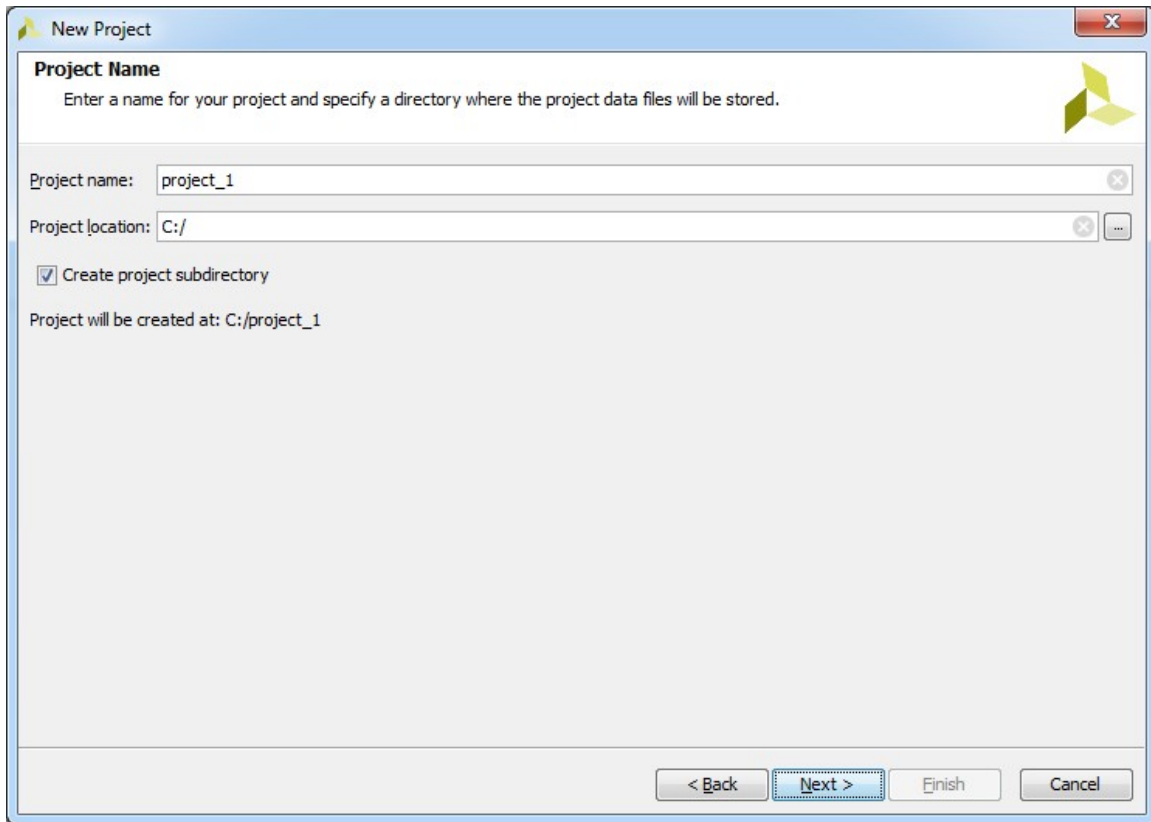 New Project
Project Name
Enter a name for your project and specify a directory where the project data files will be stored.
Project name: project_1
Project location: C:/ ...
Create project subdirectory
Project will be created at: C:/project_1
< Back Next > Finish Cancel